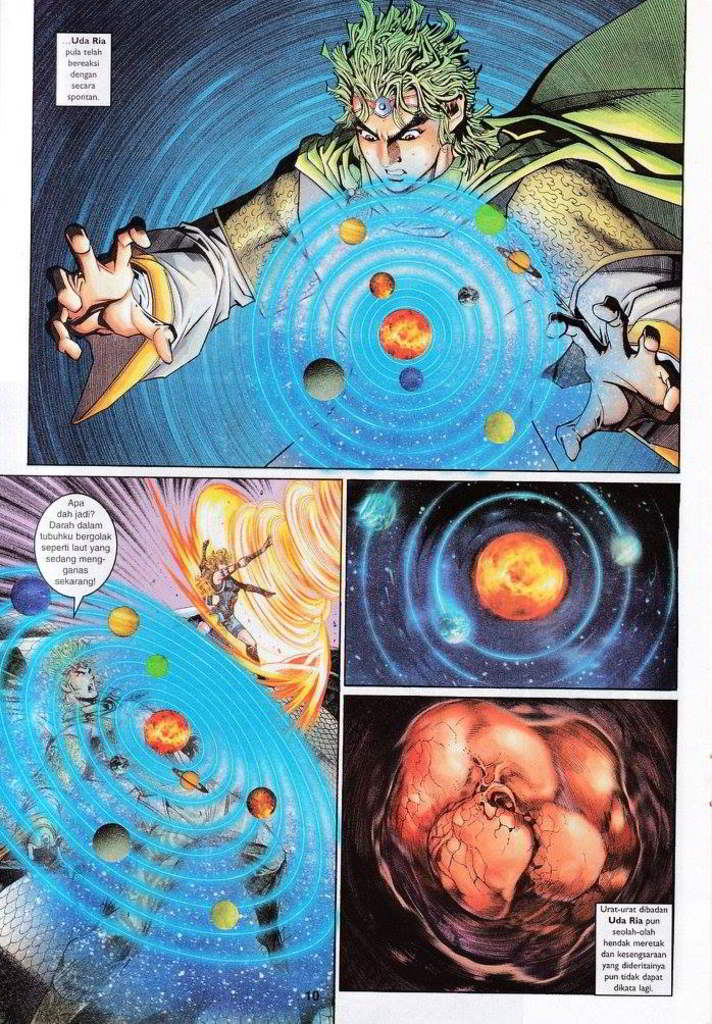 ...Uda Ria
pula telah
bereaksi
dengan
secara
spontan.
Apa
dah jadi?
Darah dalam
tubuhku bergolak
seperti laut yang
sedang meng-
ganas
sekarang!
Urat-urat dibadan
Uda Ria pun
seolah-olah
hendak meretak
dan kesengsaraan
yang dideritainya
pun tidak dapat
dikata lagi.
10